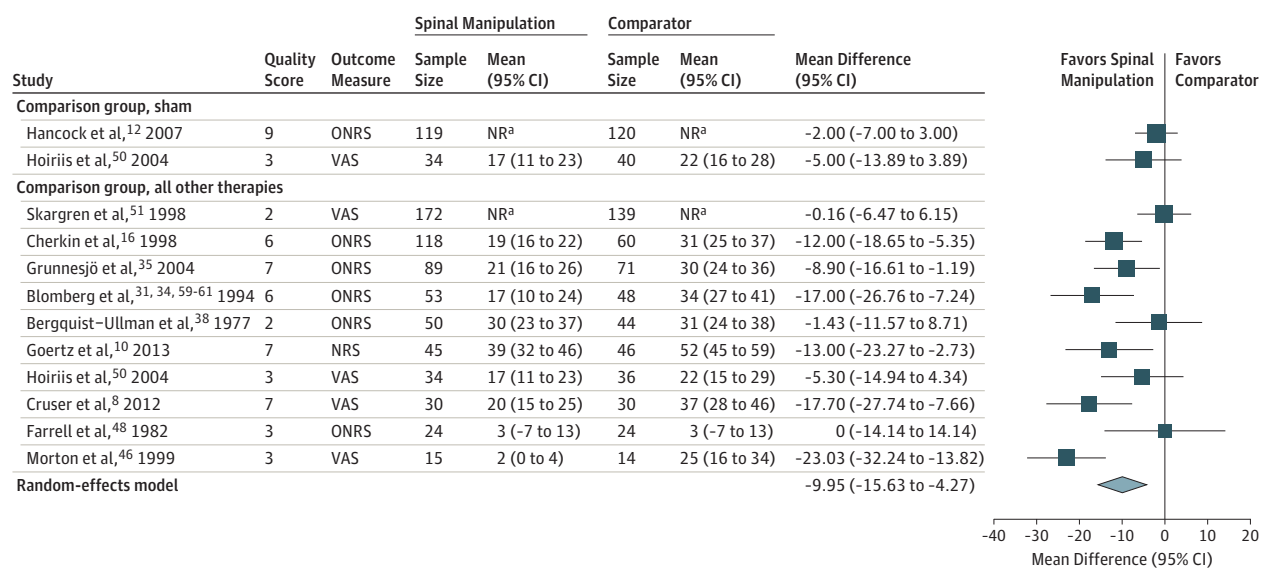 Spinal Manipulation Comparator
Quality Outcome Sample Mean Sample Mean Mean Difference Favors Spinal Favors
Study Score Measure Size (95% CI) Size (95% CI) (95% CI) Manipulation Comparator
Comparison group, sham
Hancock et al,12 2007 9 ONRS 119 NRa 120 NRa -2.00 (-7.00 to 3.00)
Hoiriis et al,50 2004 3 VAS 34 17 (11 to 23) 40 22 (16 to 28) -5.00 (-13.89 to 3.89)
Comparison group, all other therapies
Skargren et al,51 1998 2 VAS 172 NRa 139 NRa -0.16 (-6.47 to 6.15)
Cherkin et al,16 1998 6 ONRS 118 19 (16 to 22) 60 31 (25 to 37) -12.00 (-18.65 to -5.35)
Grunnesjö et al,35 2004 7 ONRS 89 21 (16 to 26) 71 30 (24 to 36) -8.90 (-16.61 to -1.19)
Blomberg et al,31, 34, 59-61 1994 6 ONRS 53 17 (10 to 24) 48 34 (27 to 41) -17.00 (-26.76 to -7.24)
Bergquist-Ullman et al,38 1977 2 ONRS 50 30 (23 to 37) 44 31 (24 to 38) -1.43 (-11.57 to 8.71)
Goertz et al,10 2013 7 NRS 45 39 (32 to 46) 46 52 (45 to 59) -13.00 (-23.27 to -2.73)
Hoiriis et al,50 2004 3 VAS 34 17 (11 to 23) 36 22 (15 to 29) -5.30 (-14.94 to 4.34)
Cruser et al,8 2012 7 VAS 30 20 (15 to 25) 30 37 (28 to 46) -17.70 (-27.74 to -7.66)
Farrell et al,48 1982 3 ONRS 24 3 (-7 to 13) 24 3 (-7 to 13) 0 (-14.14 to 14.14)
Morton et al,46 1999 3 VAS 15 2 (0 to 4) 14 25 (16 to 34) -23.03 (-32.24 to -13.82)
Random-effects model -9.95 (-15.63 to -4.27)
-40 -30 -20 -10 0 10 20
Mean Difference (95% CI)